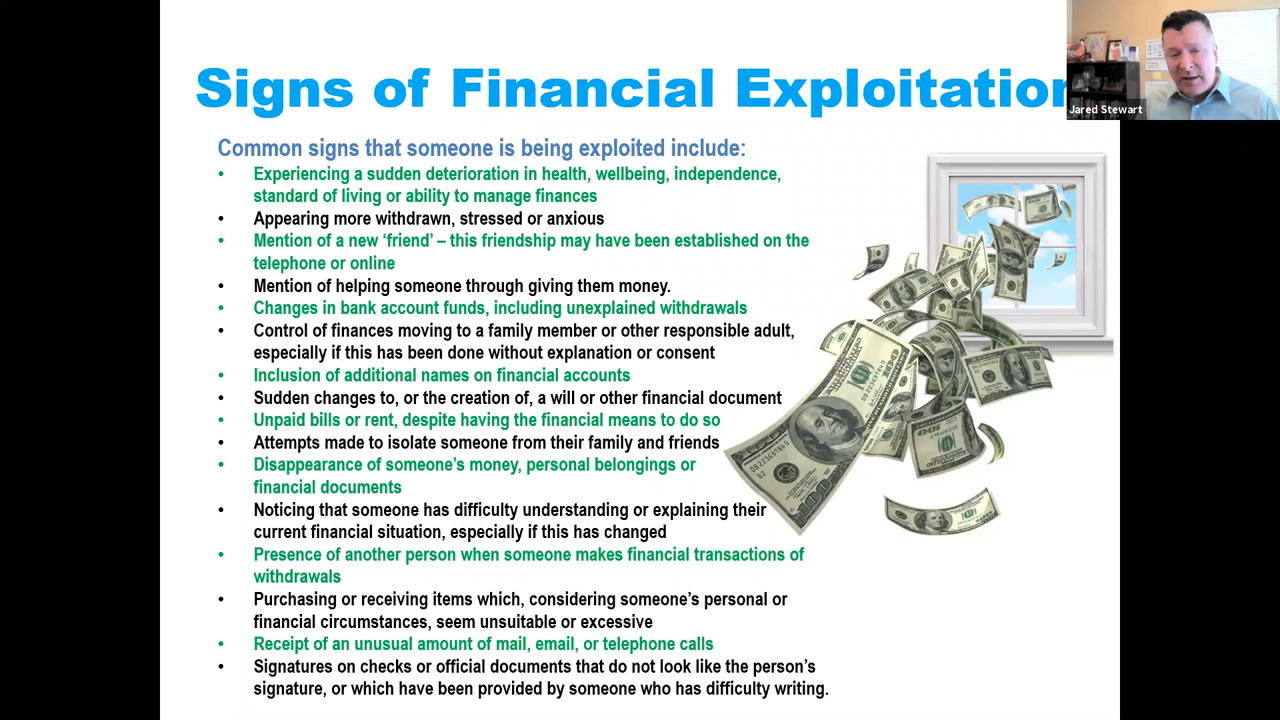 Signs of Financial Exploitation
Jared Stewart
Common signs that someone is being exploited include:
• Experiencing a sudden deterioration in health, wellbeing, independence,
standard of living or ability to manage finances
• Appearing more withdrawn, stressed or anxious
• Mention of a new ‘friend’ – this friendship may have been established on the
telephone or online
• Mention of helping someone through giving them money.
• Changes in bank account funds, including unexplained withdrawals
• Control of finances moving to a family member or other responsible adult,
especially if this has been done without explanation or consent
• Inclusion of additional names on financial accounts
• Sudden changes to, or the creation of, a will or other financial document
• Unpaid bills or rent, despite having the financial means to do so
• Attempts made to isolate someone from their family and friends
• Disappearance of someone’s money, personal belongings or
financial documents
• Noticing that someone has difficulty understanding or explaining their
current financial situation, especially if this has changed
• Presence of another person when someone makes financial transactions of
withdrawals
• Purchasing or receiving items which, considering someone’s personal or
financial circumstances, seem unsuitable or excessive
• Receipt of an unusual amount of mail, email, or telephone calls
• Signatures on checks or official documents that do not look like the person’s
signature, or which have been provided by someone who has difficulty writing.
100